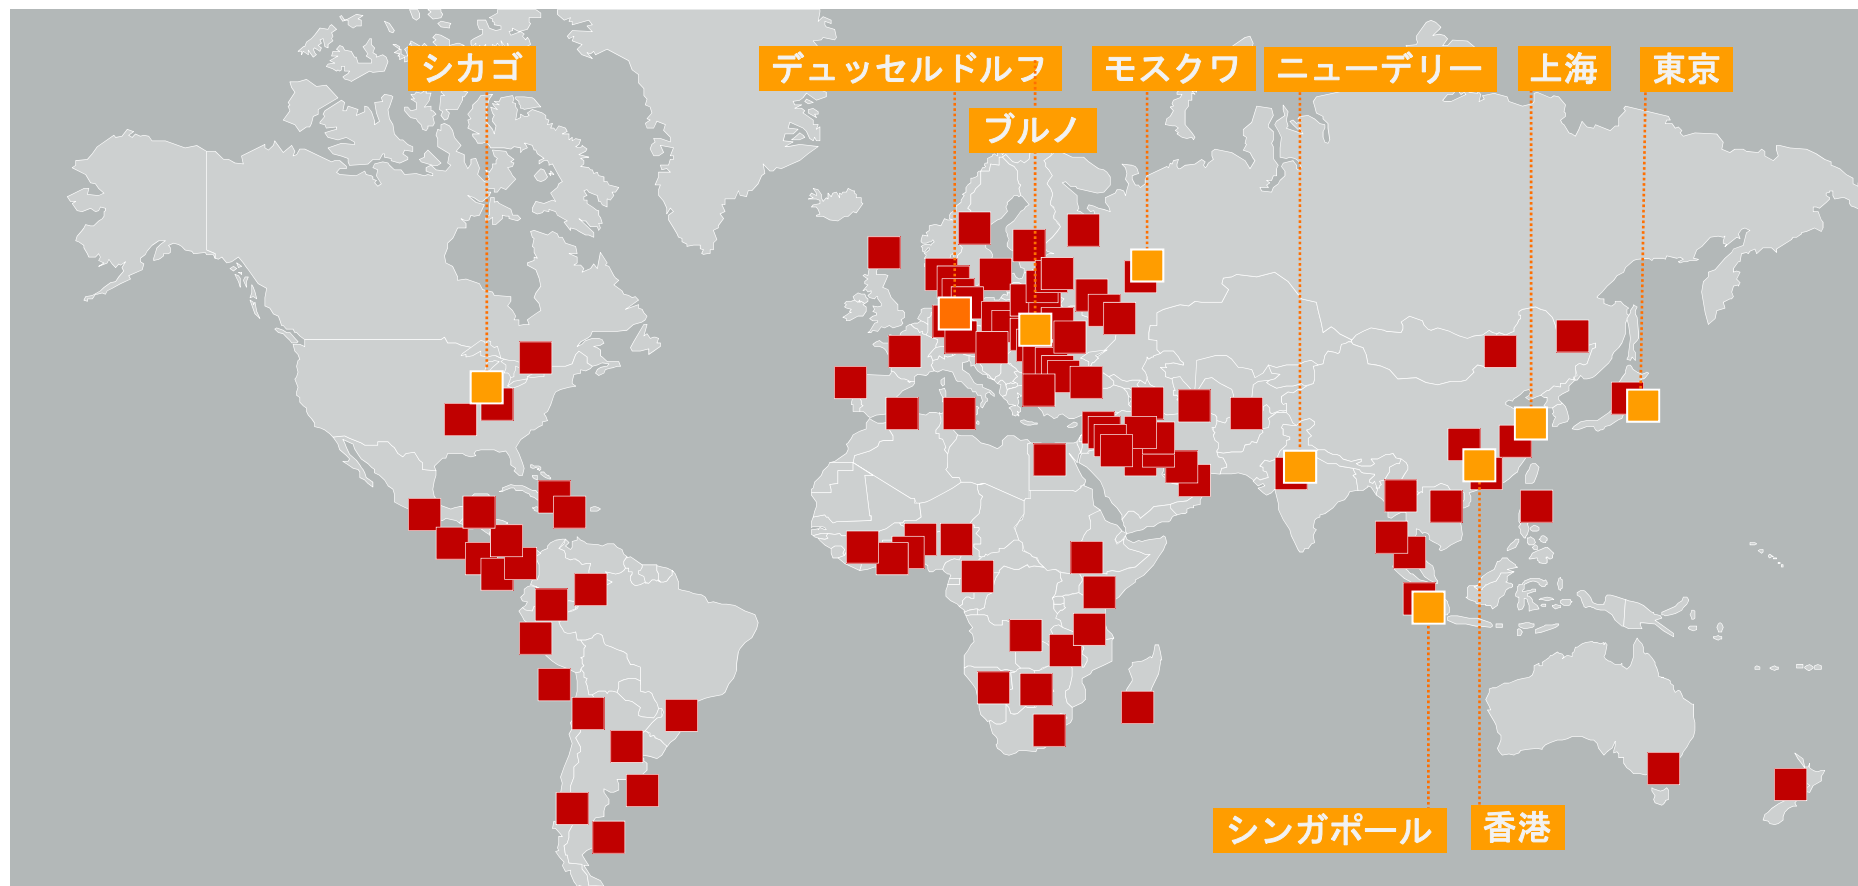 シカゴ
デュッセルドルフ
モスクワ
ニューデリー
上海
東京
ブルノ
シンガポール
香港